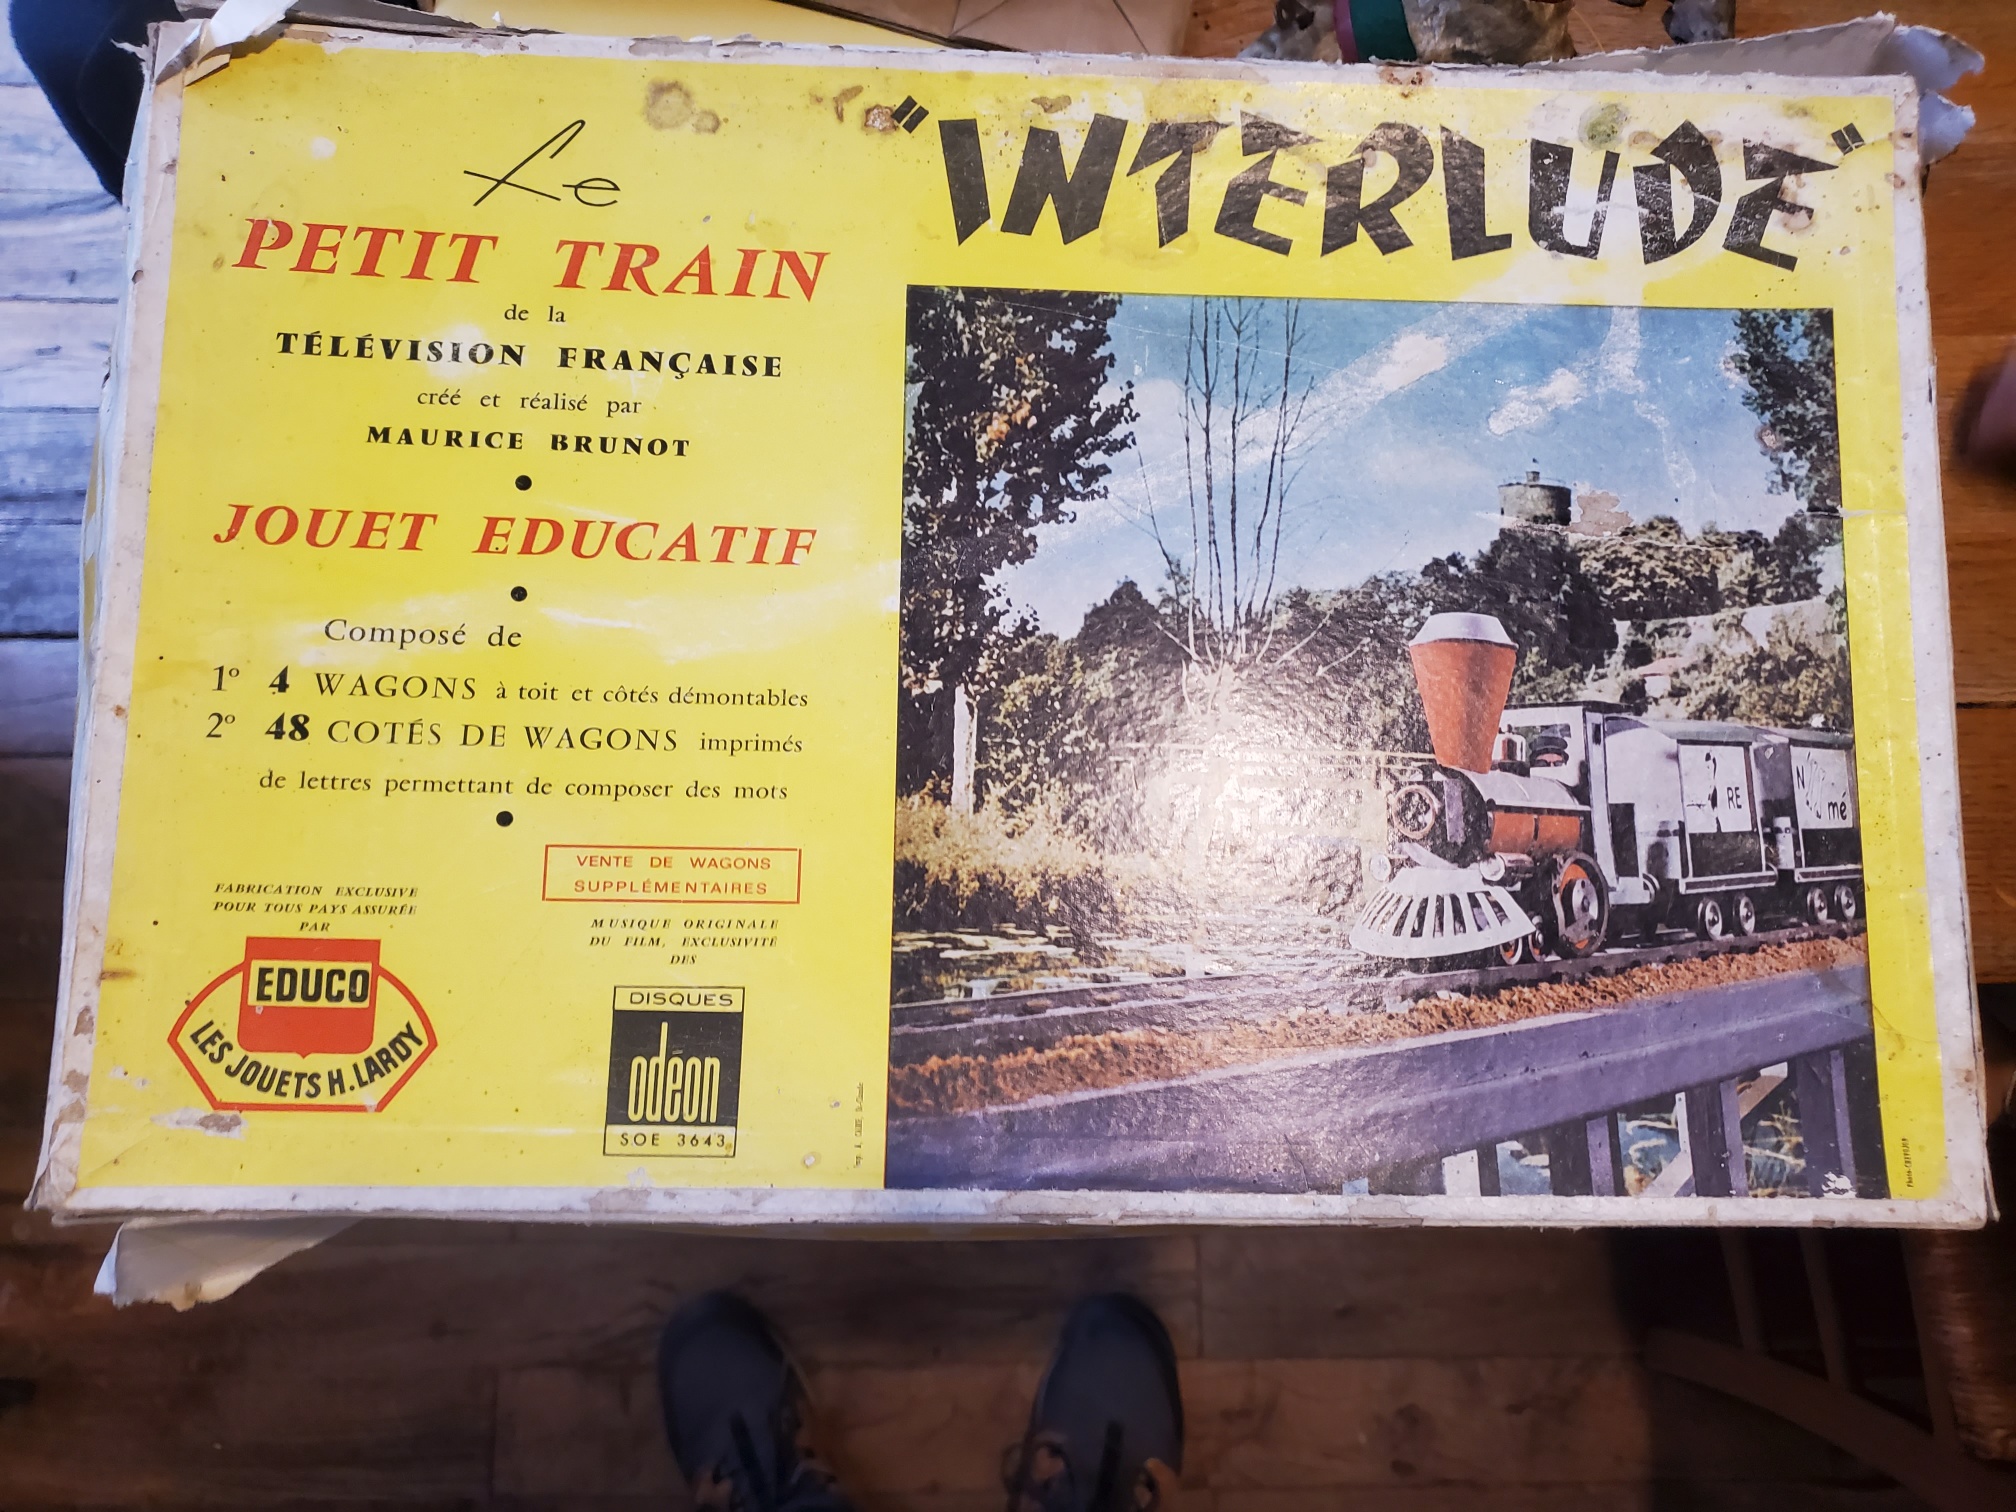 Le
PETIT TRAIN
de la
TÉLÉVISION FRANÇAISE
créé et réalisé par
MAURICE BRUNOT
JOUET EDUCATIF
Composé de
1º 4 WAGONS à toit et côtés démontables
2º 48 COTÉS DE WAGONS imprimés
de lettres permettant de composer des mots
FABRICATION EXCLUSIVE
POUR TOUS PAYS ASSURÉE
PAR
EDUCO
LES JOUETS H. LARDY
VENTE DE WAGONS
SUPPLÉMENTAIRES
MUSIQUE ORIGINALE
DU FILM, EXCLUSIVITÉ
DES
DISQUES
odéon
SOE 3643
"INTERLUDE"
RE
N mé